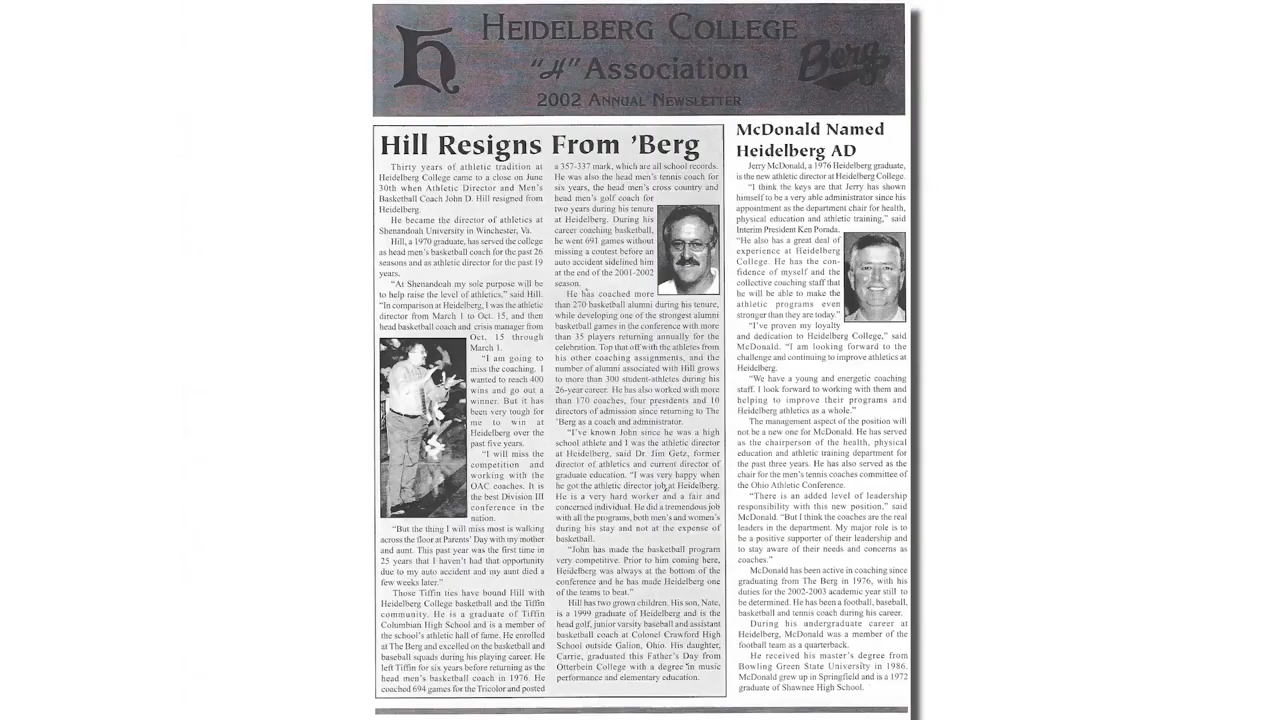 HEIDELBERG COLLEGE
"H" ASSOCIATION
Berg
2002 ANNUAL NEWSLETTER
Hill Resigns From 'Berg
Thirty years of athletic tradition at
Heidelberg College came to a close on June
30th when Athletic Director and Men's
Basketball Coach John D. Hill resigned from
Heidelberg.
He became the director of athletics at
Shenandoah University in Winchester, Va.
Hill, a 1970 graduate, has served the college
as head men's basketball coach for the past 26
seasons and as athletic director for the past 19
years.
"At Shenandoah my sole purpose will be
to help raise the level of athletics," said Hill.
"In comparison at Heidelberg, I was the athletic
director from March 1 to Oct. 15, and then
head basketball coach and crisis manager from
Oct. 15 through
March 1.
"I am going to
miss the coaching. I
wanted to reach 400
wins and go out a
winner. But it has
been very tough for
me to win at
Heidelberg over the
past five years.
"I will miss the
competition and
working with the
OAC coaches. It is
the best Division III
conference in the
nation.
"But the thing I will miss most is walking
across the floor at Parents' Day with my mother
and aunt. This past year was the first time in
25 years that I haven't had that opportunity
due to my auto accident and my aunt died a
few weeks later."
Those Tiffin ties have bound Hill with
Heidelberg College basketball and the Tiffin
community. He is a graduate of Tiffin
Columbian High School and is a member of
the school's athletic hall of fame. He enrolled
at The Berg and excelled on the basketball and
baseball squads during his playing career. He
left Tiffin for six years before returning as the
head men's basketball coach in 1976. He
coached 694 games for the Tricolor and posted
a 357-337 mark, which are all school records.
He was also the head men's tennis coach for
six years, the head men's cross country and
head men's golf coach for
two years during his tenure
at Heidelberg. During his
career coaching basketball,
he went 691 games without
missing a contest before an
auto accident sidelined him
at the end of the 2001-2002
season.
He has coached more
than 270 basketball alumni during his tenure,
while developing one of the strongest alumni
basketball games in the conference with more
than 35 players returning annually for the
celebration. Top that off with the athletes from
his other coaching assignments, and the
number of alumni associated with Hill grows
to more than 300 student-athletes during his
26-year career. He has also worked with more
than 170 coaches, four presidents and 10
directors of admission since returning to The
'Berg as a coach and administrator.
"I've known John since he was a high
school athlete and I was the athletic director
at Heidelberg, said Dr. Jim Getz, former
director of athletics and current director of
graduate education. "I was very happy when
he got the athletic director job at Heidelberg.
He is a very hard worker and a fair and
concerned individual. He did a tremendous job
with all the programs, both men's and women's
during his stay and not at the expense of
basketball.
"John has made the basketball program
very competitive. Prior to him coming here,
Heidelberg was always at the bottom of the
conference and he has made Heidelberg one
of the teams to beat."
Hill has two grown children. His son, Nate,
is a 1999 graduate of Heidelberg and is the
head golf, junior varsity baseball and assistant
basketball coach at Colonel Crawford High
School outside Galion, Ohio. His daughter,
Carrie, graduated this Father's Day from
Otterbein College with a degree in music
performance and elementary education.
McDonald Named
Heidelberg AD
Jerry McDonald, a 1976 Heidelberg graduate,
is the new athletic director at Heidelberg College.
"I think the keys are that Jerry has shown
himself to be a very able administrator since his
appointment as the department chair for health,
physical education and athletic training," said
Interim President Ken Porada.
"He also has a great deal of
experience at Heidelberg
College. He has the con-
fidence of myself and the
collective coaching staff that
he will be able to make the
athletic programs even
stronger than they are today."
"I've proven my loyalty
and dedication to Heidelberg College," said
McDonald. "I am looking forward to the
challenge and continuing to improve athletics at
Heidelberg.
"We have a young and energetic coaching
staff. I look forward to working with them and
helping to improve their programs and
Heidelberg athletics as a whole."
The management aspect of the position will
not be a new one for McDonald. He has served
as the chairperson of the health, physical
education and athletic training department for
the past three years. He has also served as the
chair for the men's tennis coaches committee of
the Ohio Athletic Conference.
"There is an added level of leadership
responsibility with this new position," said
McDonald. "But I think the coaches are the real
leaders in the department. My major role is to
be a positive supporter of their leadership and
to stay aware of their needs and concerns as
coaches."
McDonald has been active in coaching since
graduating from The Berg in 1976, with his
duties for the 2002-2003 academic year still to
be determined. He has been a football, baseball,
basketball and tennis coach during his career.
During his undergraduate career at
Heidelberg, McDonald was a member of the
football team as a quarterback.
He received his master's degree from
Bowling Green State University in 1986.
McDonald grew up in Springfield and is a 1972
graduate of Shawnee High School.